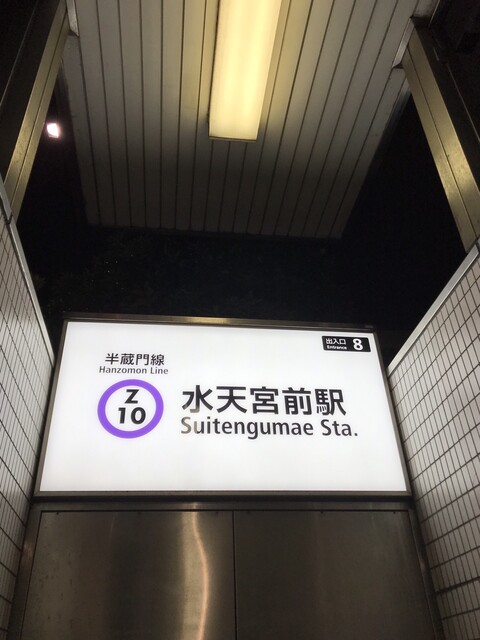 出入口
Entrance 8
半蔵門線
Hanzomon Line
Z
10
水天宮前駅
Suitengumae Sta.